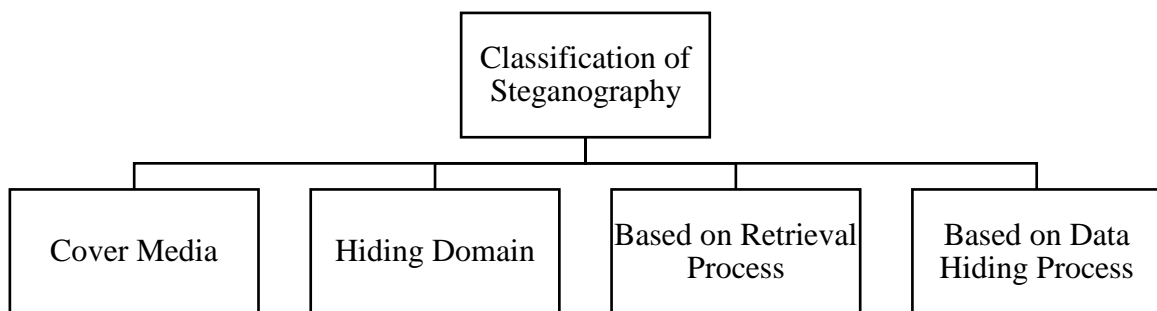 Classification of
Steganography
Cover Media
Hiding Domain
Based on Retrieval
Process
Based on Data
Hiding Process